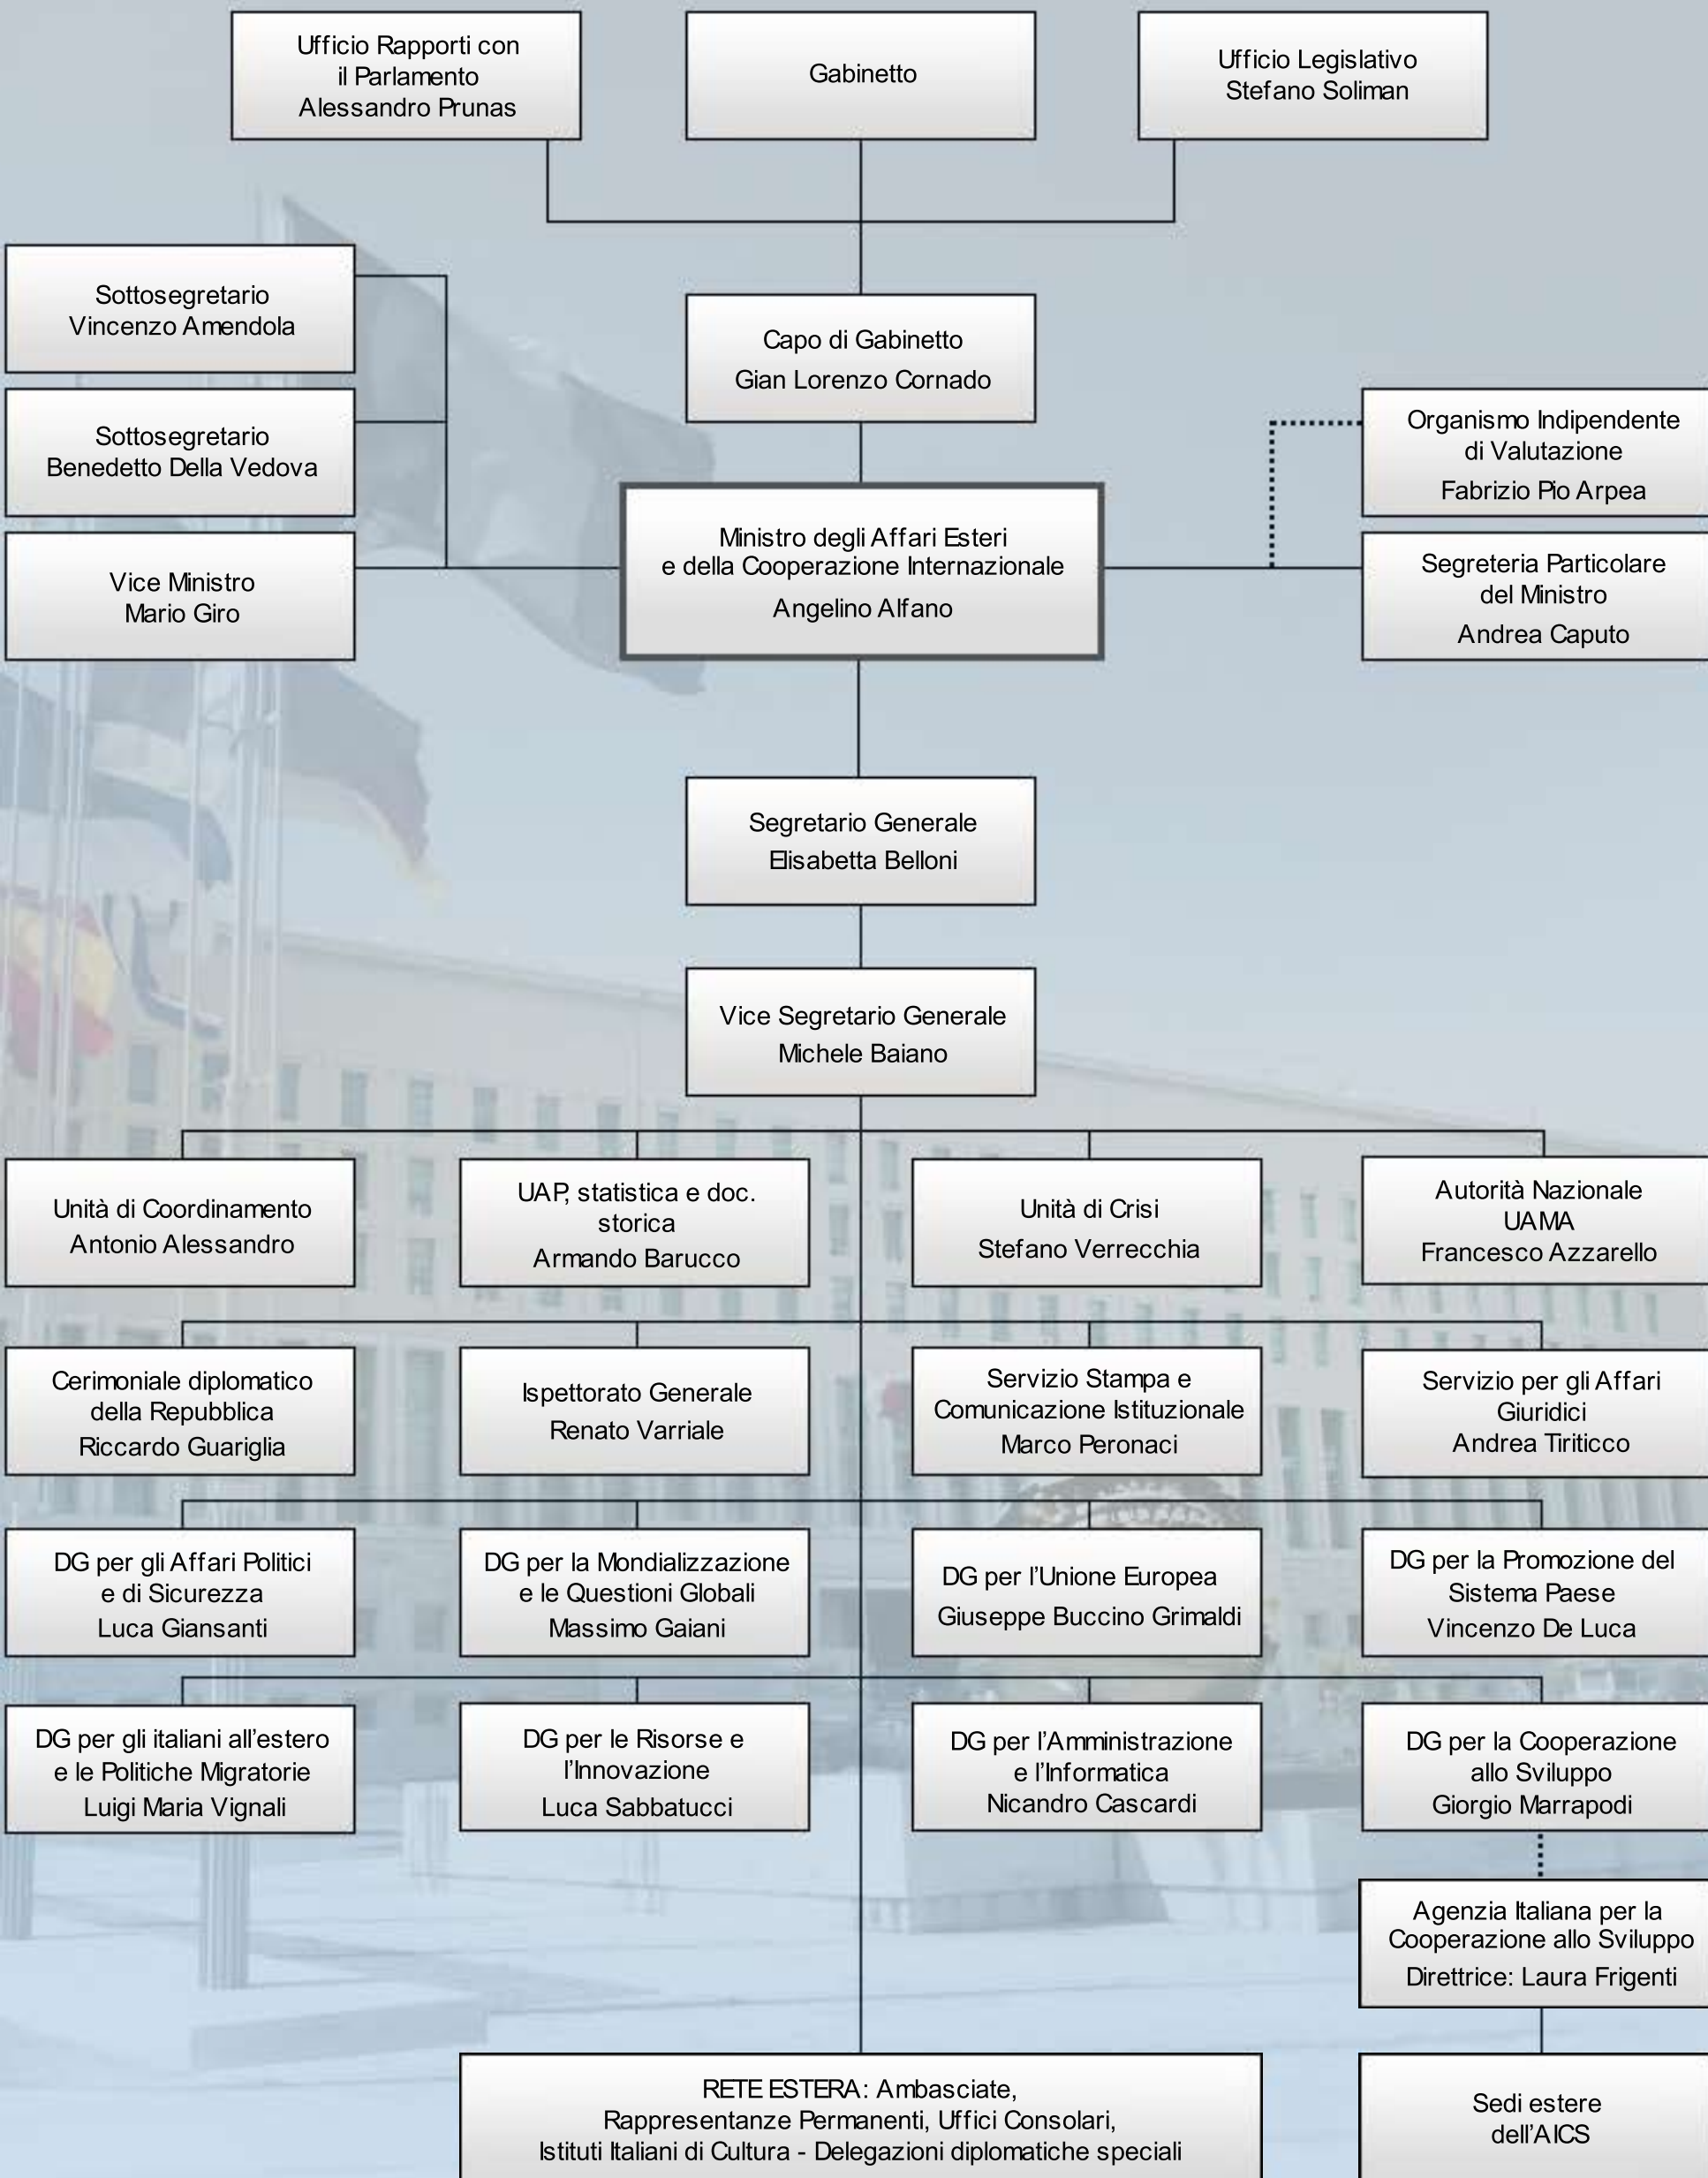 Ufficio Rapporti con
il Parlamento
Alessandro Prunas
Gabinetto
Ufficio Legislativo
Stefano Soliman
Sottosegretario
Vincenzo Amendola
Capo di Gabinetto
Gian Lorenzo Cornado
Sottosegretario
Benedetto Della Vedova
Organismo Indipendente
di Valutazione
Fabrizio Pio Arpea
Vice Ministro
Mario Giro
Ministro degli Affari Esteri
e della Cooperazione Internazionale
Angelino Alfano
Segreteria Particolare
del Ministro
Andrea Caputo
Segretario Generale
Elisabetta Belloni
Vice Segretario Generale
Michele Baiano
Unità di Coordinamento
Antonio Alessandro
UAP, statistica e doc.
storica
Armando Barucco
Unità di Crisi
Stefano Verrecchia
Autorità Nazionale
UAMA
Francesco Azzarello
Cerimoniale diplomatico
della Repubblica
Riccardo Guariglia
Ispettorato Generale
Renato Varriale
Servizio Stampa e
Comunicazione Istituzionale
Marco Peronaci
Servizio per gli Affari
Giuridici
Andrea Tiriticco
DG per gli Affari Politici
e di Sicurezza
Luca Giansanti
DG per la Mondializzazione
e le Questioni Globali
Massimo Gaiani
DG per l'Unione Europea
Giuseppe Buccino Grimaldi
DG per la Promozione del
Sistema Paese
Vincenzo De Luca
DG per gli italiani all'estero
e le Politiche Migratorie
Luigi Maria Vignali
DG per le Risorse e
l'Innovazione
Luca Sabbatucci
DG per l'Amministrazione
e l'Informatica
Nicandro Cascardi
DG per la Cooperazione
allo Sviluppo
Giorgio Marrapodi
Agenzia Italiana per la
Cooperazione allo Sviluppo
Direttrice: Laura Frigenti
RETE ESTERA: Ambasciate,
Rappresentanze Permanenti, Uffici Consolari,
Istituti Italiani di Cultura - Delegazioni diplomatiche speciali
Sedi estere
dell'AICS